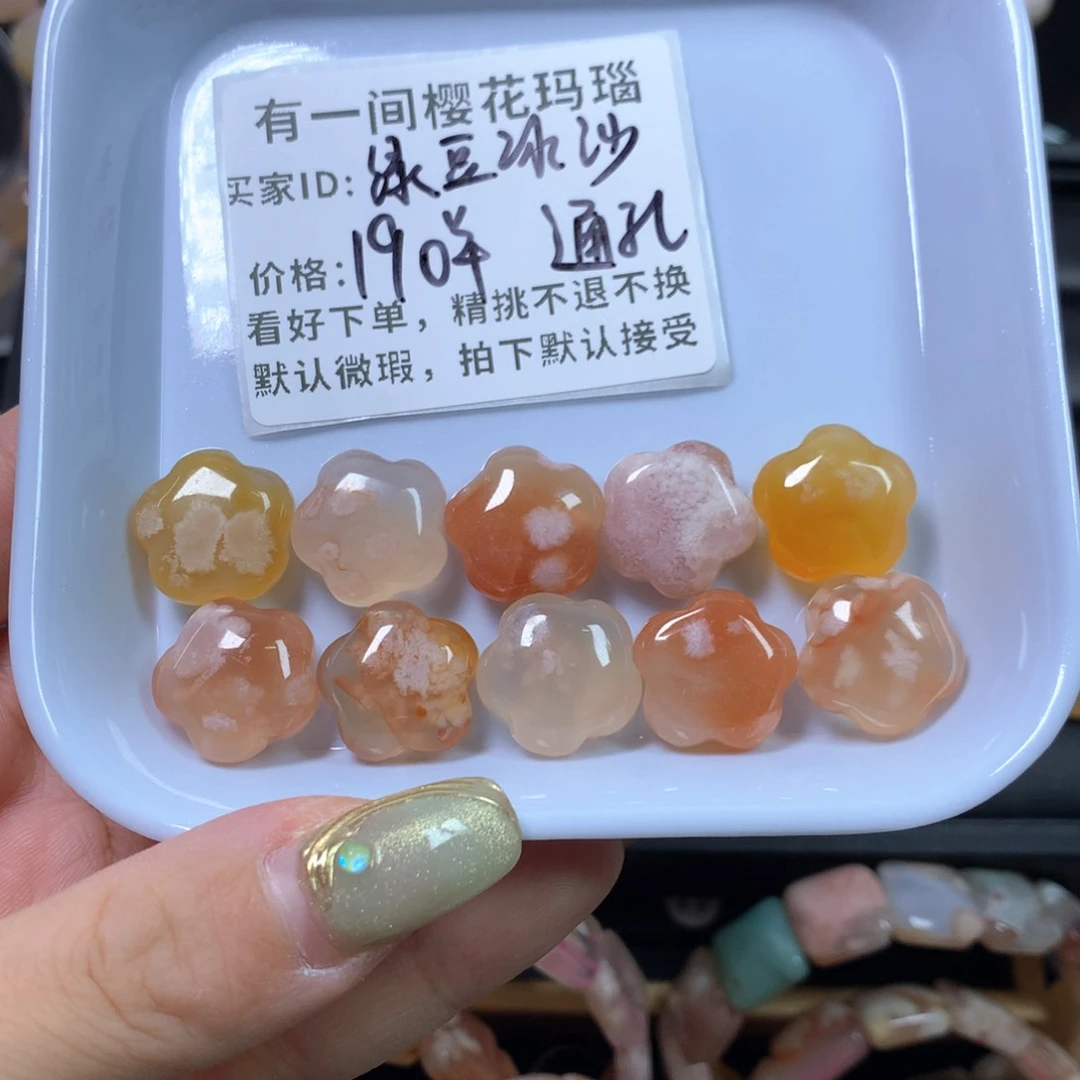 有一间樱花玛瑙
买家ID: 绿豆冰沙
价格: 190半 通孔
看好下单，精挑不退不换
默认微瑕，拍下默认接受